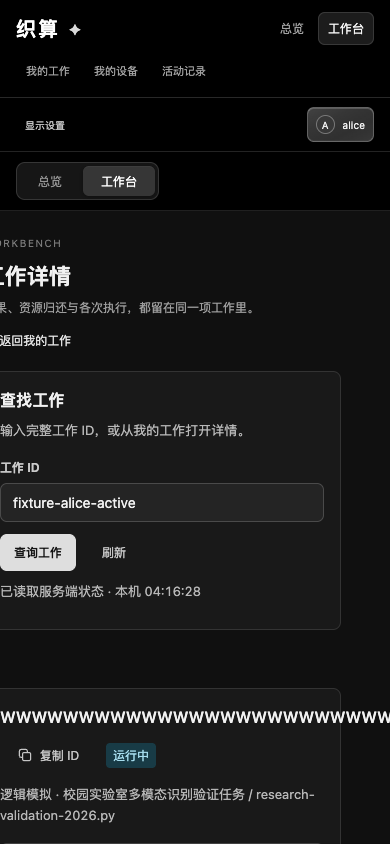 织算
总览 工作台
我的工作 我的设备 活动记录
显示设置
A alice
总览 工作台
ORKBENCH
工作详情
果、资源归还与各次执行，都留在同一项工作里。
返回我的工作
查找工作
输入完整工作 ID，或从我的工作打开详情。
工作 ID
fixture-alice-active
查询工作 刷新
已读取服务端状态 · 本机 04:16:28
WWWWWWWWWWWWWWWWWWWWWWWWWW
复制 ID 运行中
逻辑模拟 · 校园实验室多模态识别验证任务 / research-
validation-2026.py